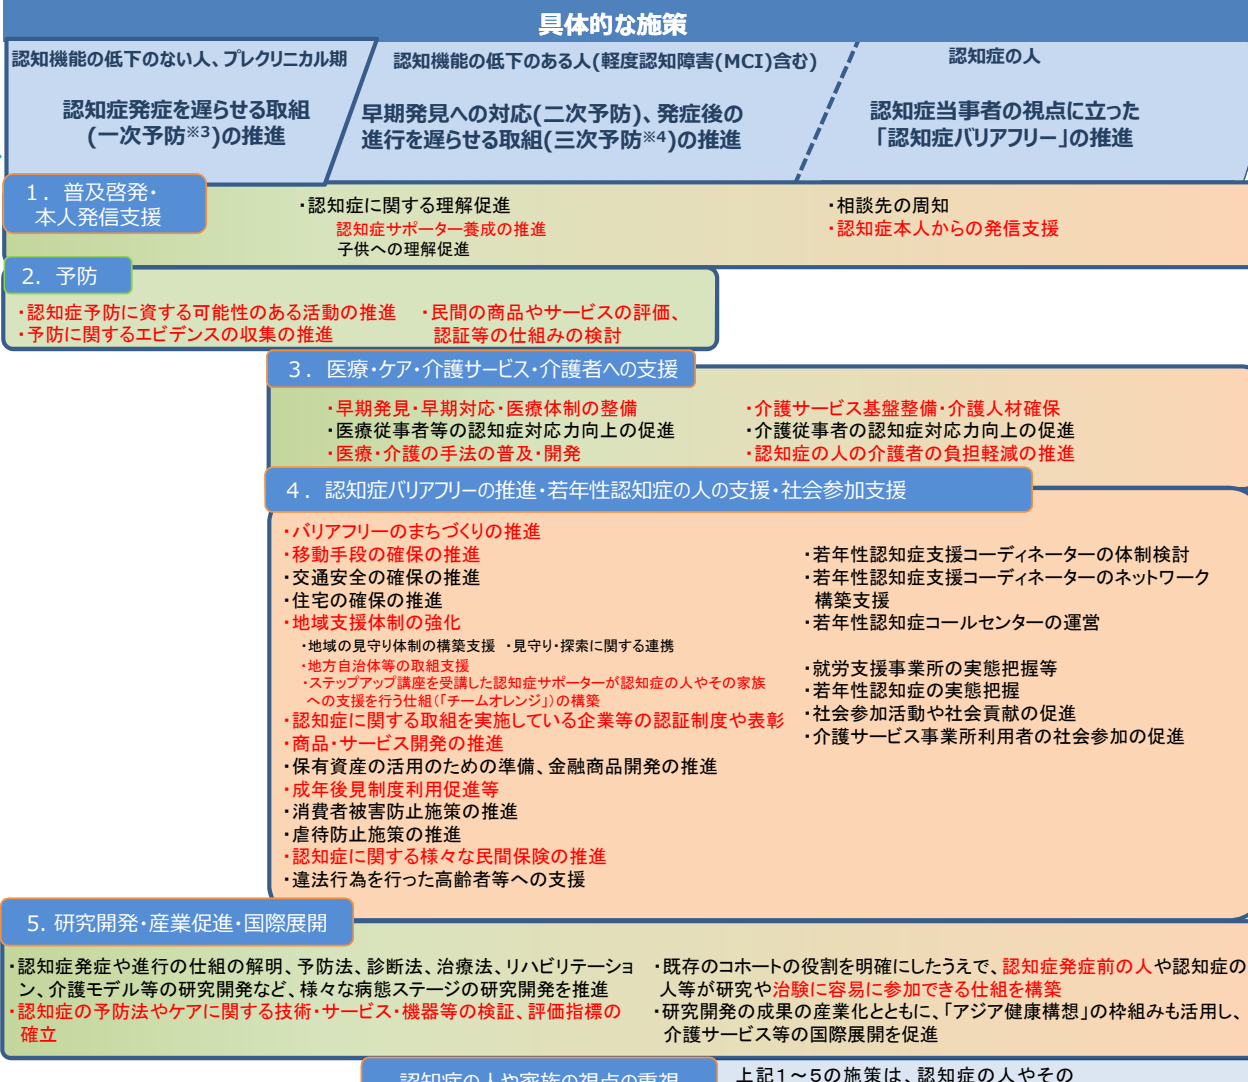 具体的な施策
認知機能の低下のない人、プレクリニカル期
認知症発症を遅らせる取組
(一次予防※3)の推進
認知機能の低下のある人(軽度認知障害(MCI)含む)
早期発見への対応(二次予防)、発症後の
進行を遅らせる取組(三次予防※4)の推進
認知症の人
認知症当事者の視点に立った
「認知症バリアフリー」の推進
1. 普及啓発・
本人発信支援
・認知症に関する理解促進
認知症サポーター養成の推進
子供への理解促進
・相談先の周知
・認知症本人からの発信支援
2. 予防
・認知症予防に資する可能性のある活動の推進
・予防に関するエビデンスの収集の推進
・民間の商品やサービスの評価、
認証等の仕組みの検討
3. 医療・ケア・介護サービス・介護者への支援
・早期発見・早期対応・医療体制の整備
・医療従事者等の認知症対応力向上の促進
・医療・介護の手法の普及・開発
・介護サービス基盤整備・介護人材確保
・介護従事者の認知症対応力向上の促進
・認知症の人の介護者の負担軽減の推進
4. 認知症バリアフリーの推進・若年性認知症の人の支援・社会参加支援
・バリアフリーのまちづくりの推進
・移動手段の確保の推進
・交通安全の確保の推進
・住宅の確保の推進
・地域支援体制の強化
・地域の見守り体制の構築支援 ・見守り・探索に関する連携
・地方自治体等の取組支援
・ステップアップ講座を受講した認知症サポーターが認知症の人やその家族
への支援を行う仕組(「チームオレンジ」)の構築
・認知症に関する取組を実施している企業等の認証制度や表彰
・商品・サービス開発の推進
・保有資産の活用のための準備、金融商品開発の推進
・成年後見制度利用促進等
・消費者被害防止施策の推進
・虐待防止施策の推進
・認知症に関する様々な民間保険の推進
・違法行為を行った高齢者等への支援
・若年性認知症支援コーディネーターの体制検討
・若年性認知症支援コーディネーターのネットワーク
構築支援
・若年性認知症コールセンターの運営
・就労支援事業所の実態把握等
・若年性認知症の実態把握
・社会参加活動や社会貢献の促進
・介護サービス事業所利用者の社会参加の促進
5. 研究開発・産業促進・国際展開
・認知症発症や進行の仕組の解明、予防法、診断法、治療法、リハビリテーショ
ン、介護モデル等の研究開発など、様々な病態ステージの研究開発を推進
・認知症の予防法やケアに関する技術・サービス・機器等の検証、評価指標の
確立
・既存のコホートの役割を明確にしたうえで、認知症発症前の人や認知症の
人等が研究や治験に容易に参加できる仕組を構築
・研究開発の成果の産業化とともに、「アジア健康構想」の枠組みも活用し、
介護サービス等の国際展開を促進
認知症の人や家族の視点の重視
上記1~5の施策は、認知症の人やその